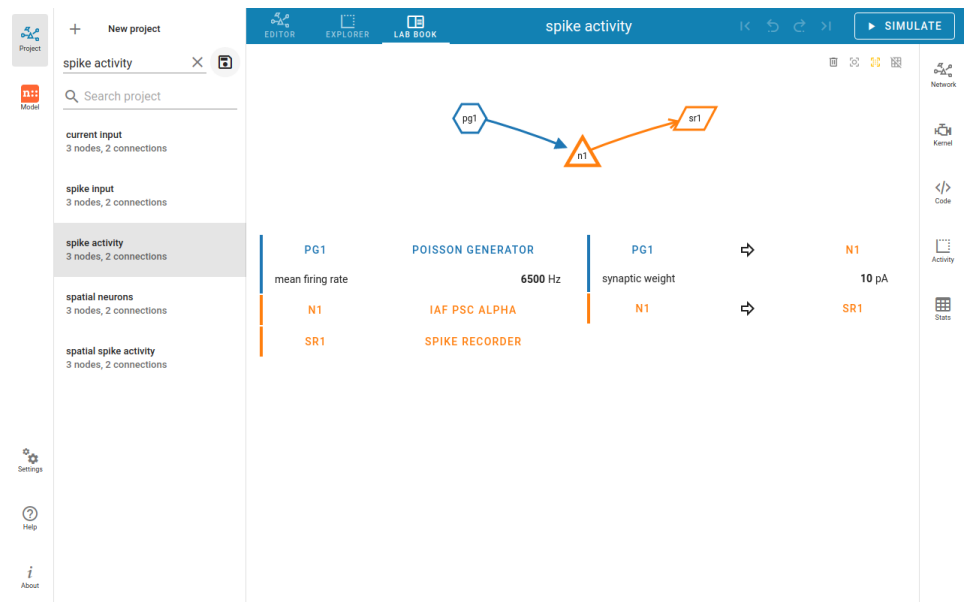 Project
n::
Model
Settings
Help
i
About
New project
spike activity
Search project
current input
3 nodes, 2 connections
spike input
3 nodes, 2 connections
spike activity
3 nodes, 2 connections
spatial neurons
3 nodes, 2 connections
spatial spike activity
3 nodes, 2 connections
EDITOR
EXPLORER
LAB BOOK
spike activity
SIMULATE
pg1
sr1
n1
PG1 POISSON GENERATOR
mean firing rate 6500 Hz
N1 IAF PSC ALPHA
SR1 SPIKE RECORDER
PG1 N1
synaptic weight 10 pA
N1 SR1
Network
Kernel
</>
Code
Activity
Stats